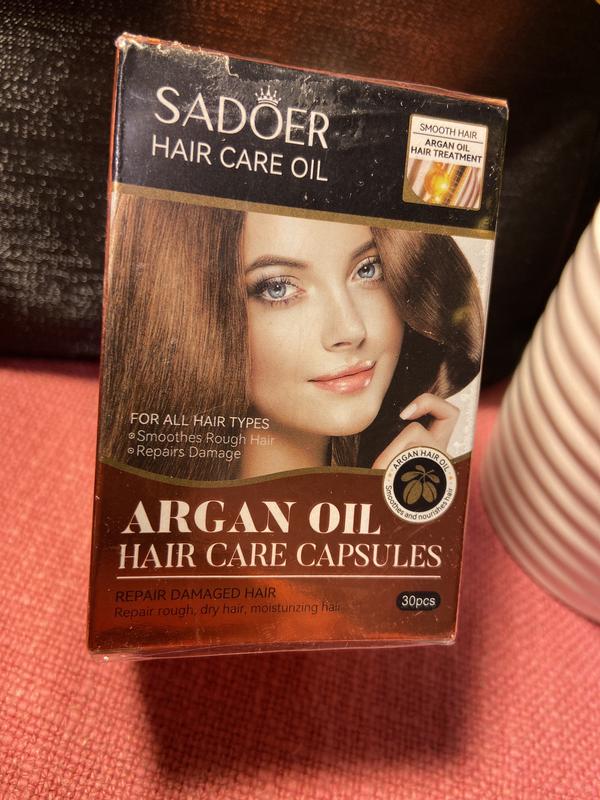 SADOER
HAIR CARE OIL
SMOOTH HAIR
ARGAN OIL
HAIR TREATMENT
FOR ALL HAIR TYPES
Smoothes Rough Hair
Repairs Damage
ARGAN HAIR OIL
Smoothes and nourishes hair
ARGAN OIL
HAIR CARE CAPSULES
REPAIR DAMAGED HAIR
Repair rough, dry hair, moisturizing hair
30pcs